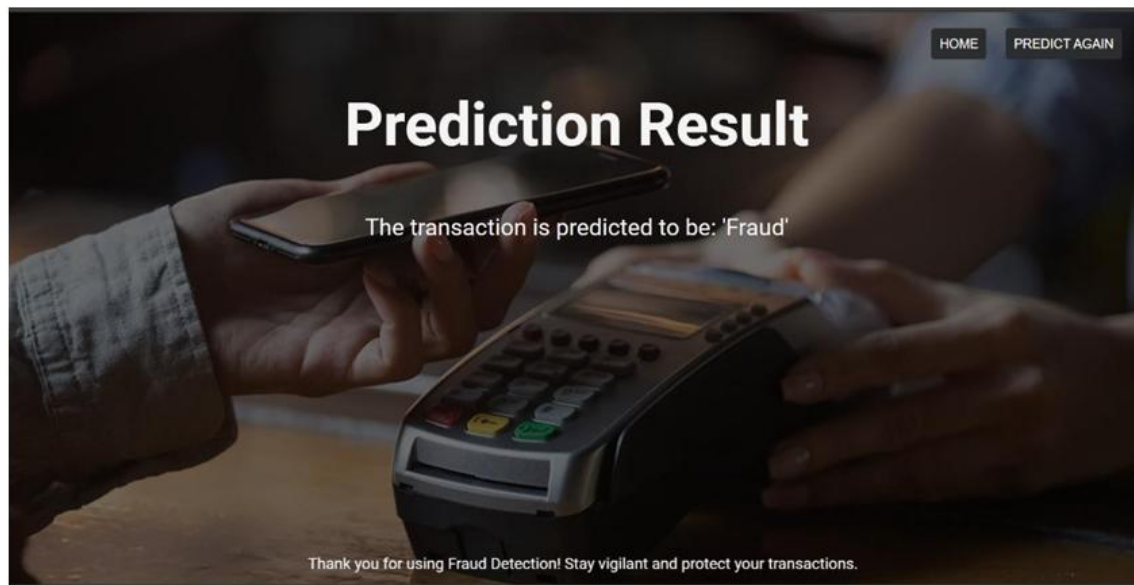 HOME PREDICT AGAIN
Prediction Result
The transaction is predicted to be: 'Fraud'
Thank you for using Fraud Detection! Stay vigilant and protect your transactions.